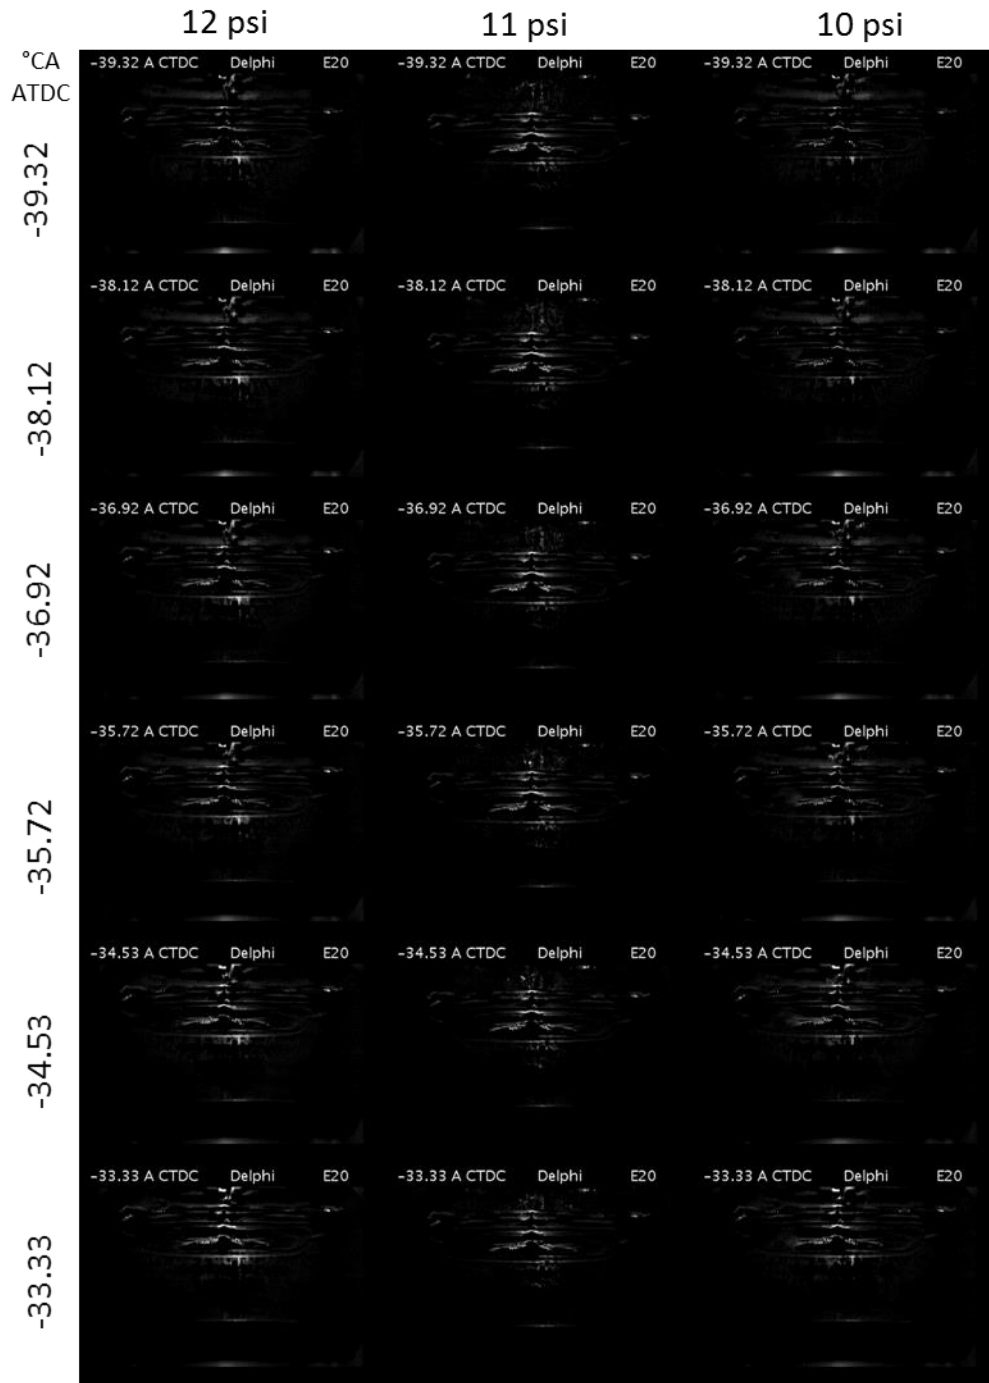 12 psi 11 psi 10 psi
°CA
ATDC
-39.32
-39.32 A CTDC Delphi E20 -39.32 A CTDC Delphi E20 -39.32 A CTDC Delphi E20
-38.12
-38.12 A CTDC Delphi E20 -38.12 A CTDC Delphi E20 -38.12 A CTDC Delphi E20
-36.92
-36.92 A CTDC Delphi E20 -36.92 A CTDC Delphi E20 -36.92 A CTDC Delphi E20
-35.72
-35.72 A CTDC Delphi E20 -35.72 A CTDC Delphi E20 -35.72 A CTDC Delphi E20
-34.53
-34.53 A CTDC Delphi E20 -34.53 A CTDC Delphi E20 -34.53 A CTDC Delphi E20
-33.33
-33.33 A CTDC Delphi E20 -33.33 A CTDC Delphi E20 -33.33 A CTDC Delphi E20